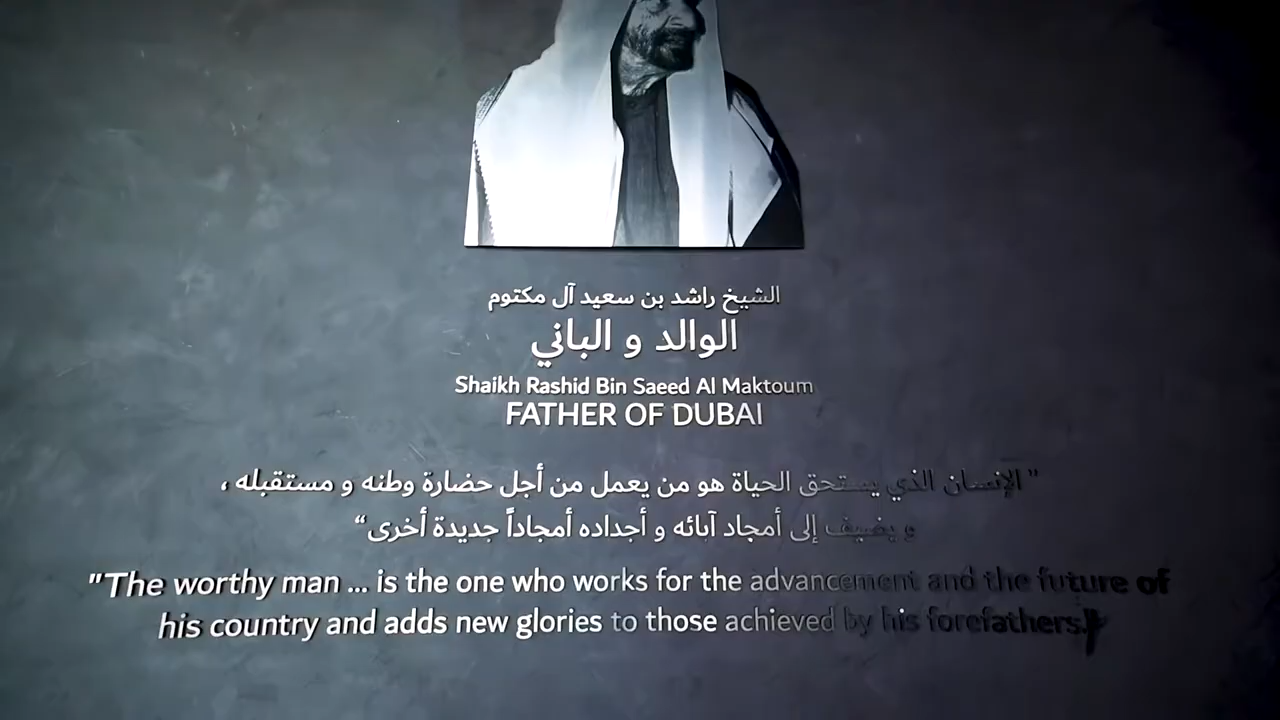 الشيخ راشد بن سعيد آل مكتوم
الوالد و الباني
Shaikh Rashid Bin Saeed Al Maktoum
FATHER OF DUBAI
" الإنسان الذي يستحق الحياة هو من يعمل من أجل حضارة وطنه و مستقبله ،
و يضيف إلى أمجاد آبائه و أجداده أمجاداً جديدة أخرى“
"The worthy man ... is the one who works for the advancement and the future of
his country and adds new glories to those achieved by his forefathers."